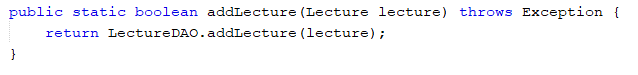 public static boolean addLecture(Lecture lecture) throws Exception {
    return LectureDAO.addLecture(lecture);
}